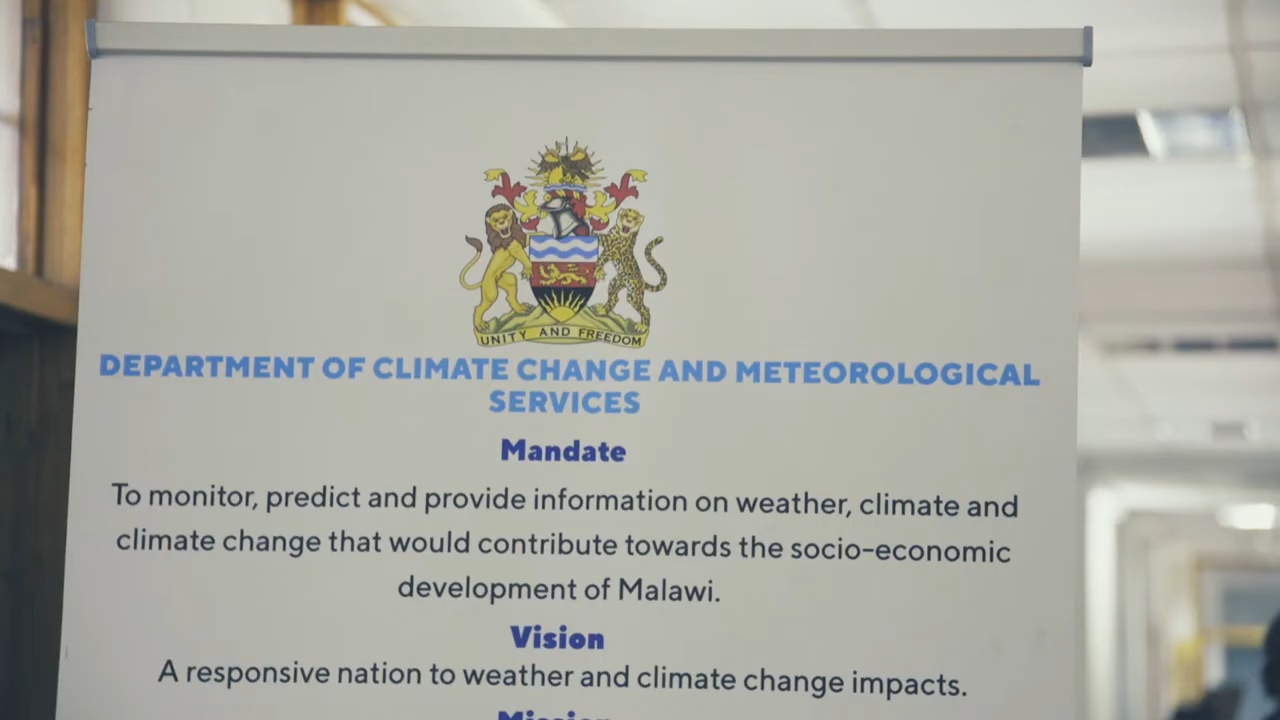 UNITY AND FREEDOM
DEPARTMENT OF CLIMATE CHANGE AND METEOROLOGICAL
SERVICES
Mandate
To monitor, predict and provide information on weather, climate and
climate change that would contribute towards the socio-economic
development of Malawi.
Vision
A responsive nation to weather and climate change impacts.
Mission